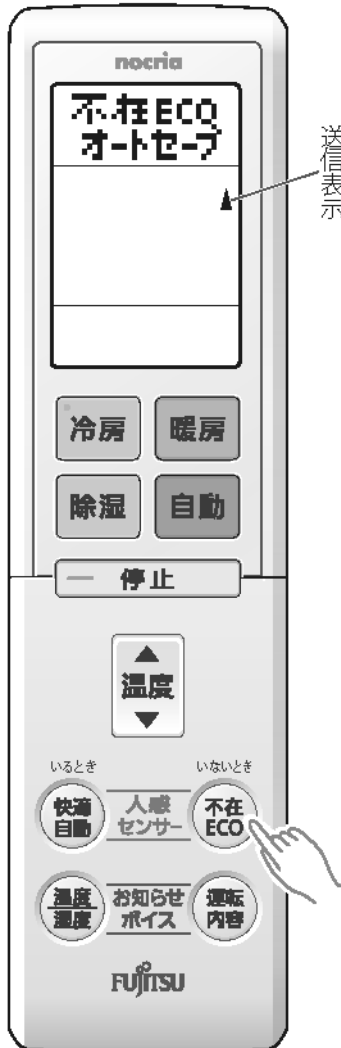 nocria
不在ECO
オートセーブ
送信表示
冷房
暖房
除湿
自動
停止
温度
いるとき
いないとき
快適
自動
人感
センサー
不在
ECO
温度
湿度
お知らせ
ボイス
運転
内容
FUJITSU